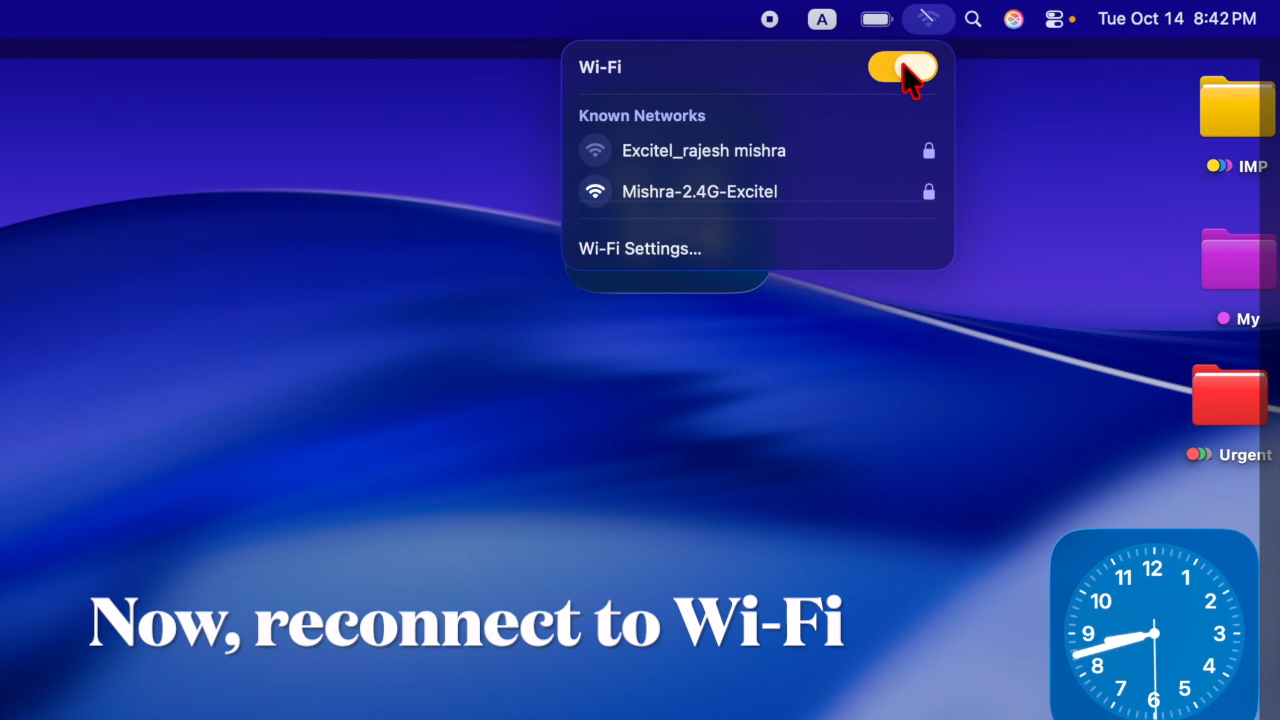 A
Tue Oct 14 8:42 PM
Wi-Fi
Known Networks
Excitel_rajesh mishra
Mishra-2.4G-Excitel
Wi-Fi Settings...
IMP
My
Urgent
Now, reconnect to Wi-Fi
12
11 1
10 2
9 3
8 4
7 5
6